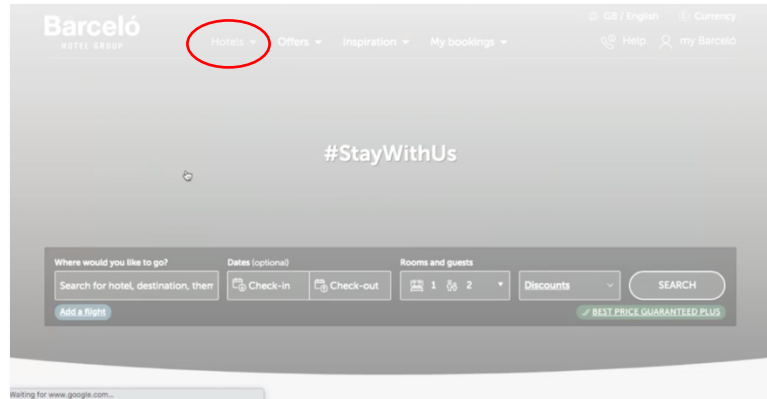 Barceló
HOTEL GROUP
GB / English Currency
Hotels Offers Inspiration My bookings
Help my Barceló
#StayWithUs
Where would you like to go? Dates (optional) Rooms and guests
Search for hotel, destination, them Check-in Check-out 1 2 Discounts SEARCH
Add a flight BEST PRICE GUARANTEED PLUS
Waiting for www.google.com...